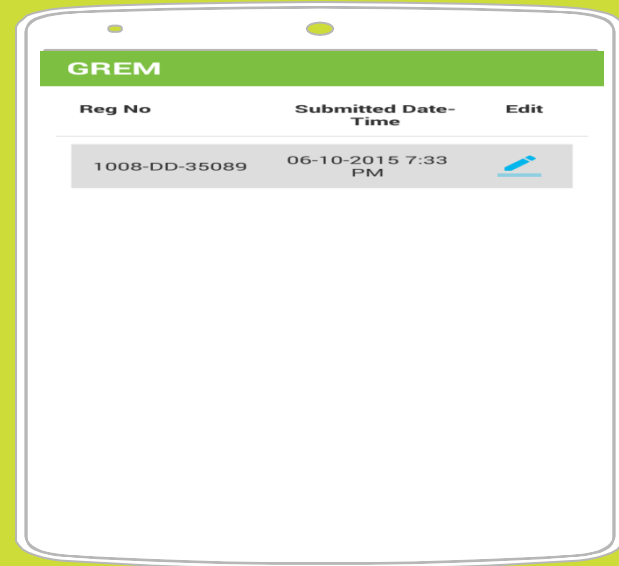 GREM
Reg No Submitted Date-
Time Edit
1008-DD-35089 06-10-2015 7:33
PM